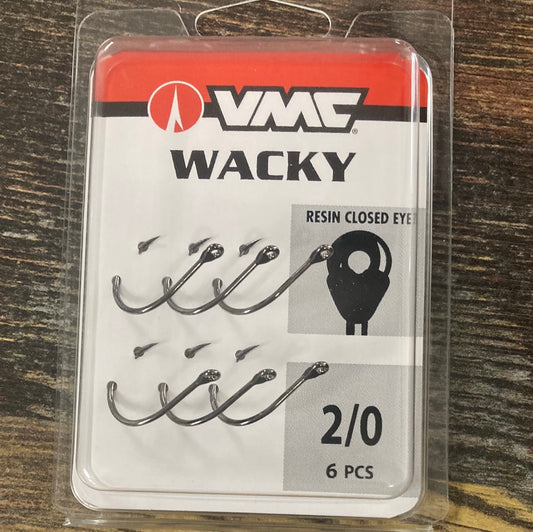 VMC®
WACKY
RESIN CLOSED EYE
2/0
6 PCS